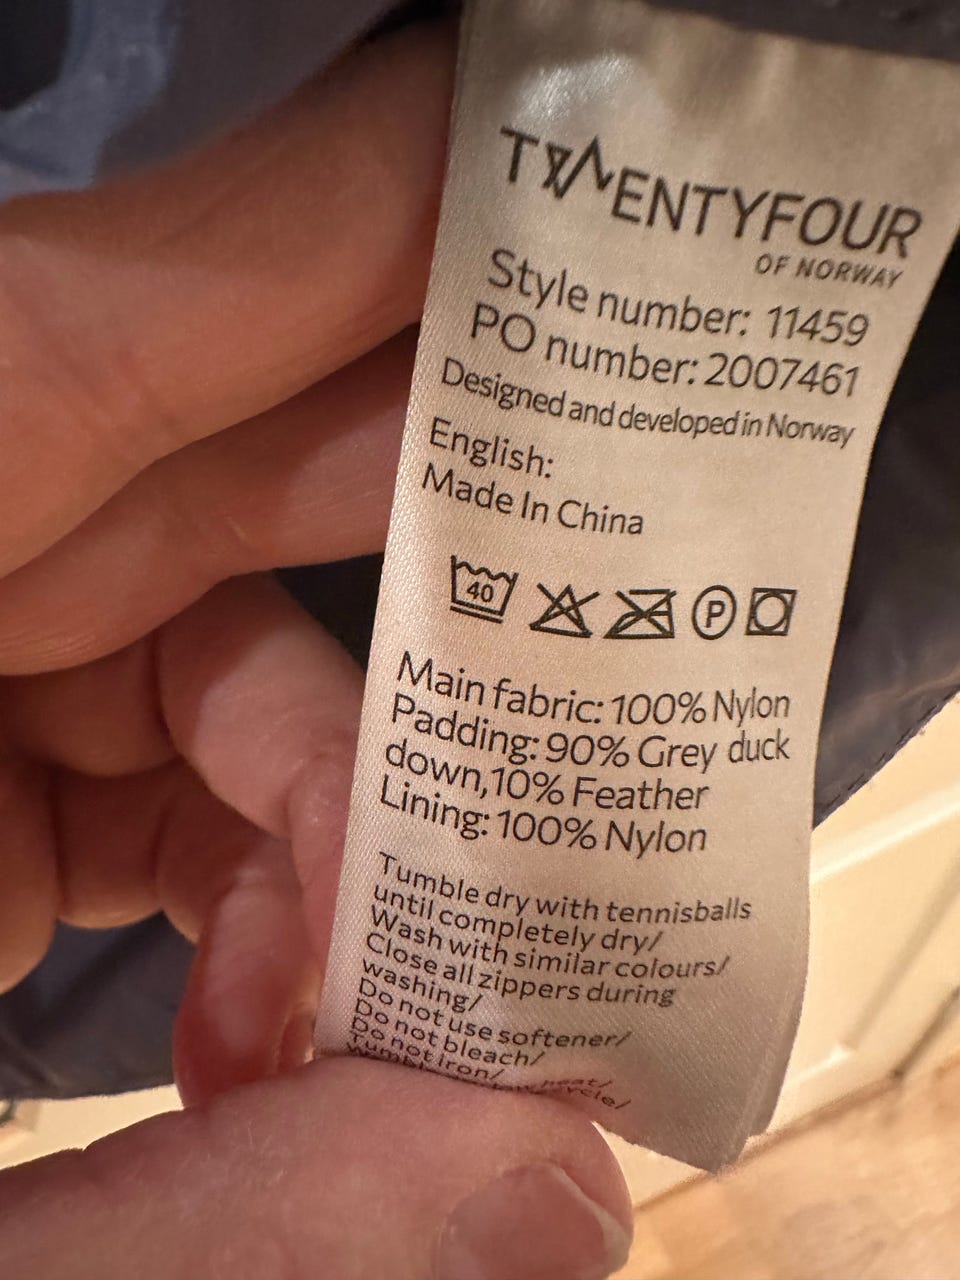 TWENTYFOUR
OF NORWAY
Style number: 11459
PO number: 2007461
Designed and developed in Norway
English:
Made In China
40
P
Main fabric: 100% Nylon
Padding: 90% Grey duck
down,10% Feather
Lining: 100% Nylon
Tumble dry with tennisballs
until completely dry/
Wash with similar colours/
Close all zippers during
washing/
Do not use softener/
Do not bleach/
Do not iron/
heat/